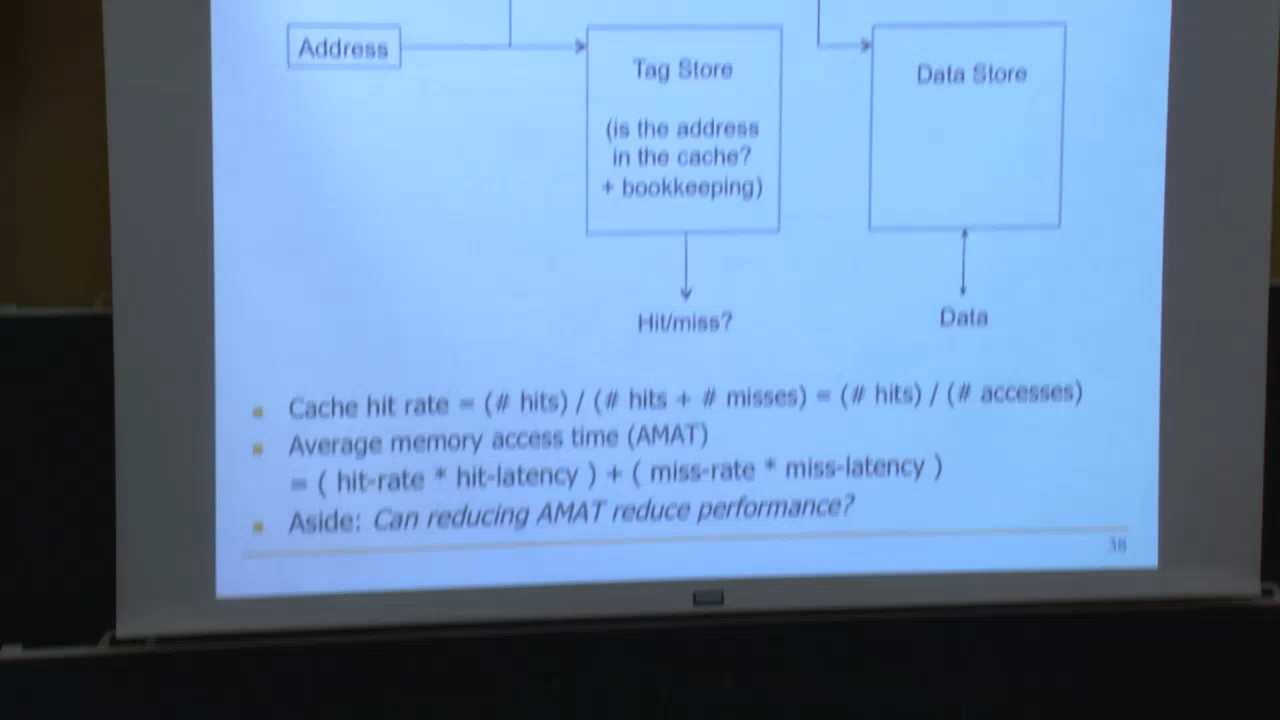 Address
Tag Store
(is the address
in the cache?
+ bookkeeping)
Data Store
Hit/miss?
Data
Cache hit rate = (# hits) / (# hits + # misses) = (# hits) / (# accesses)
Average memory access time (AMAT)
= ( hit-rate * hit-latency ) + ( miss-rate * miss-latency )
Aside: Can reducing AMAT reduce performance?
38